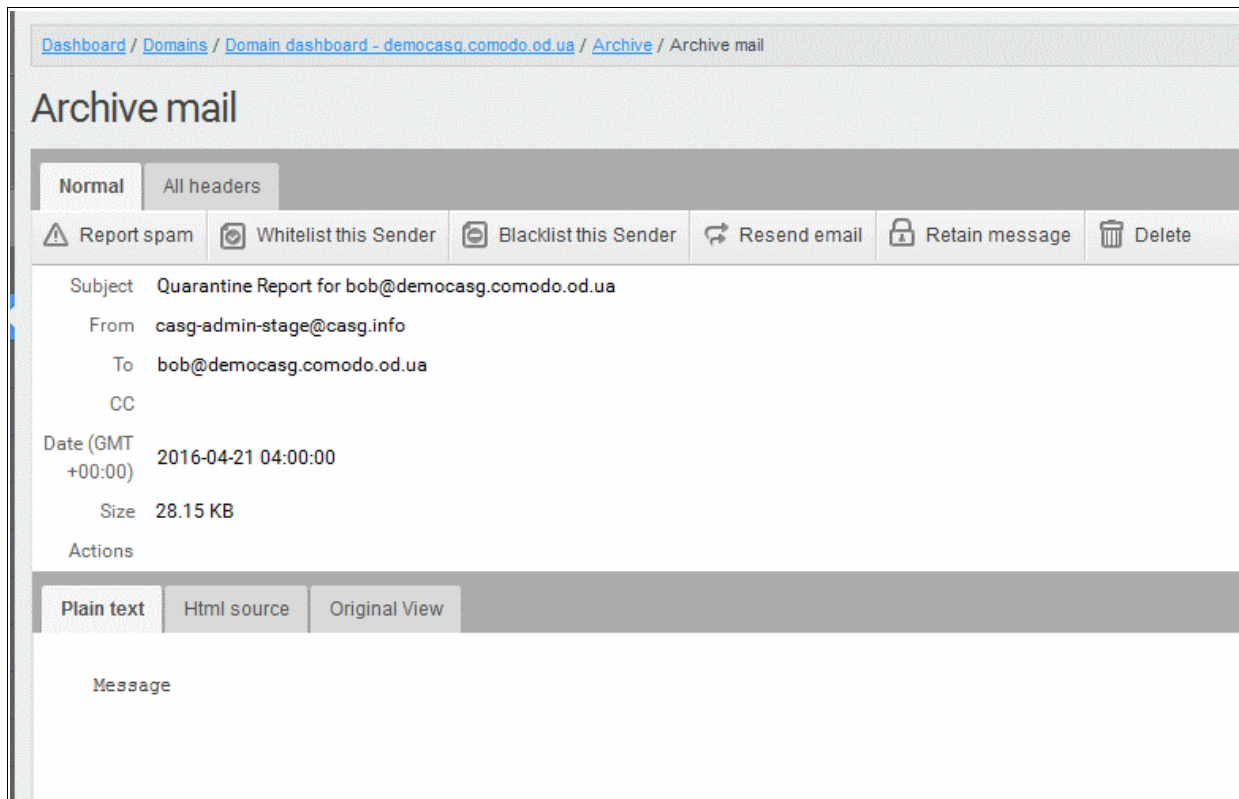 Dashboard / Domains / Domain dashboard - democasg.comodo.od.ua / Archive / Archive mail
Archive mail
Normal All headers
Report spam Whitelist this Sender Blacklist this Sender Resend email Retain message Delete
Subject Quarantine Report for bob@democasg.comodo.od.ua
From casg-admin-stage@casg.info
To bob@democasg.comodo.od.ua
CC
Date (GMT
+00:00) 2016-04-21 04:00:00
Size 28.15 KB
Actions
Plain text Html source Original View
Message